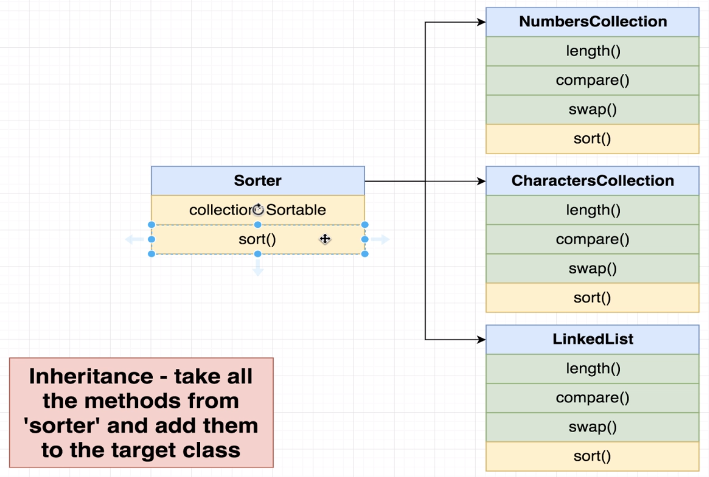 NumbersCollection
length()
compare()
swap()
sort()
Sorter
collection Sortable
sort()
CharactersCollection
length()
compare()
swap()
sort()
LinkedList
length()
compare()
swap()
sort()
Inheritance - take all
the methods from
'sorter' and add them
to the target class